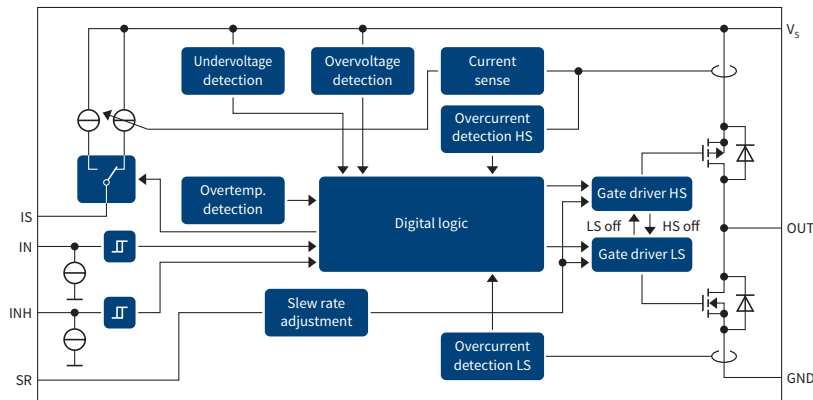 V_S
Undervoltage
detection
Overvoltage
detection
Current
sense
Overcurrent
detection HS
Overtemp.
detection
Digital logic
Gate driver HS
LS off
HS off
Gate driver LS
IS
OUT
IN
INH
Slew rate
adjustment
Overcurrent
detection LS
SR
GND